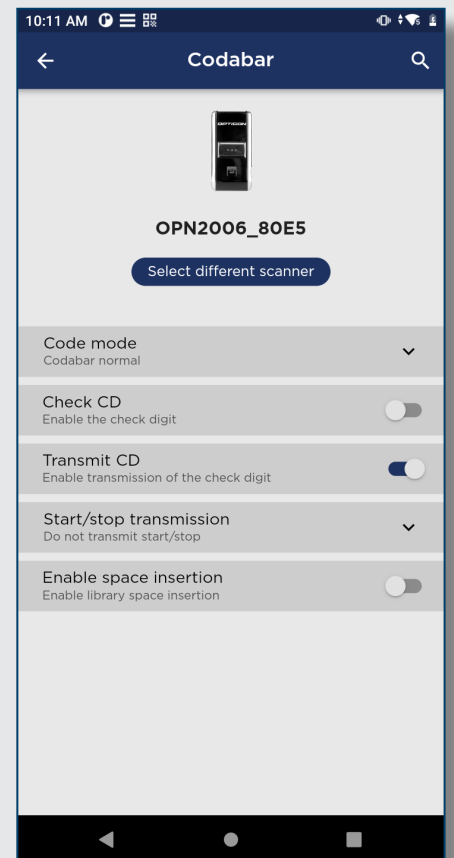 10:11 AM
Codabar
OPTICON
OPN2006_80E5
Select different scanner
Code mode
Codabar normal
Check CD
Enable the check digit
Transmit CD
Enable transmission of the check digit
Start/stop transmission
Do not transmit start/stop
Enable space insertion
Enable library space insertion